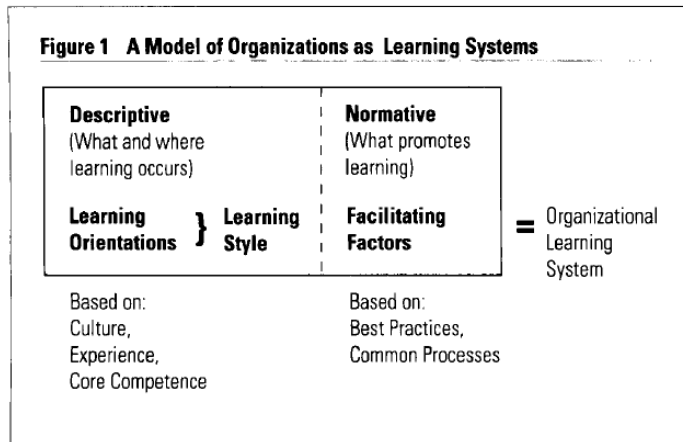 Figure 1 A Model of Organizations as Learning Systems
Descriptive
(What and where
learning occurs)
Learning
Orientations
}
Learning
Style
Normative
(What promotes
learning)
Facilitating
Factors
=
Organizational
Learning
System
Based on:
Culture,
Experience,
Core Competence
Based on:
Best Practices,
Common Processes